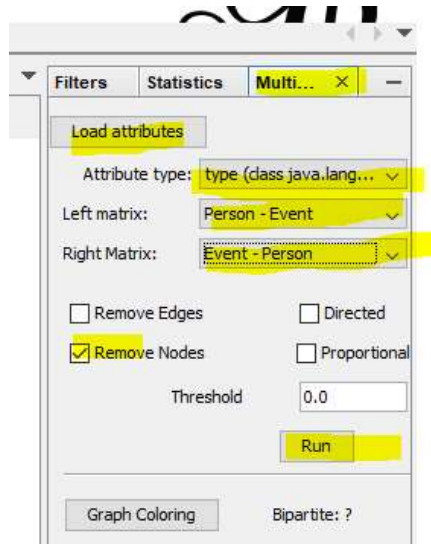 Filters Statistics Multi... × –
Load attributes
Attribute type: type (class java.lang...
Left matrix: Person - Event
Right Matrix: Event - Person
Remove Edges Directed
Remove Nodes Proportional
Threshold 0.0
Run
Graph Coloring Bipartite: ?